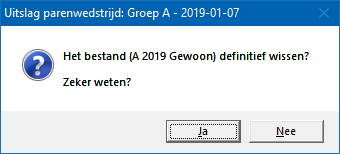 Uitslag parenwedstrijd: Groep A - 2019-01-07
Het bestand (A 2019 Gewoon) definitief wissen?
Zeker weten?
Ja
Nee